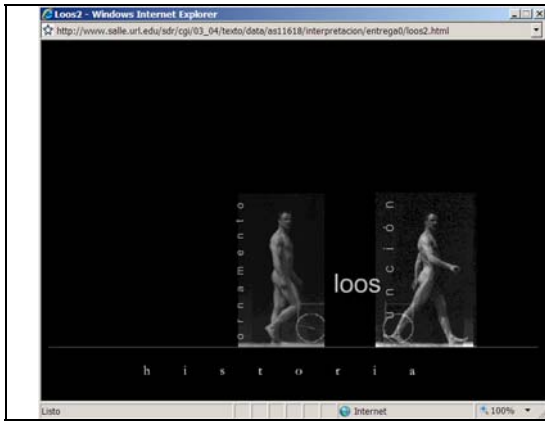 Loos2 - Windows Internet Explorer
http://www.salle.url.edu/sdr/cgi/03_04/texto/data/as11618/interpretacion/entrega0/loos2.html
ornamento
loos
función
historia
Listo
Internet
100%